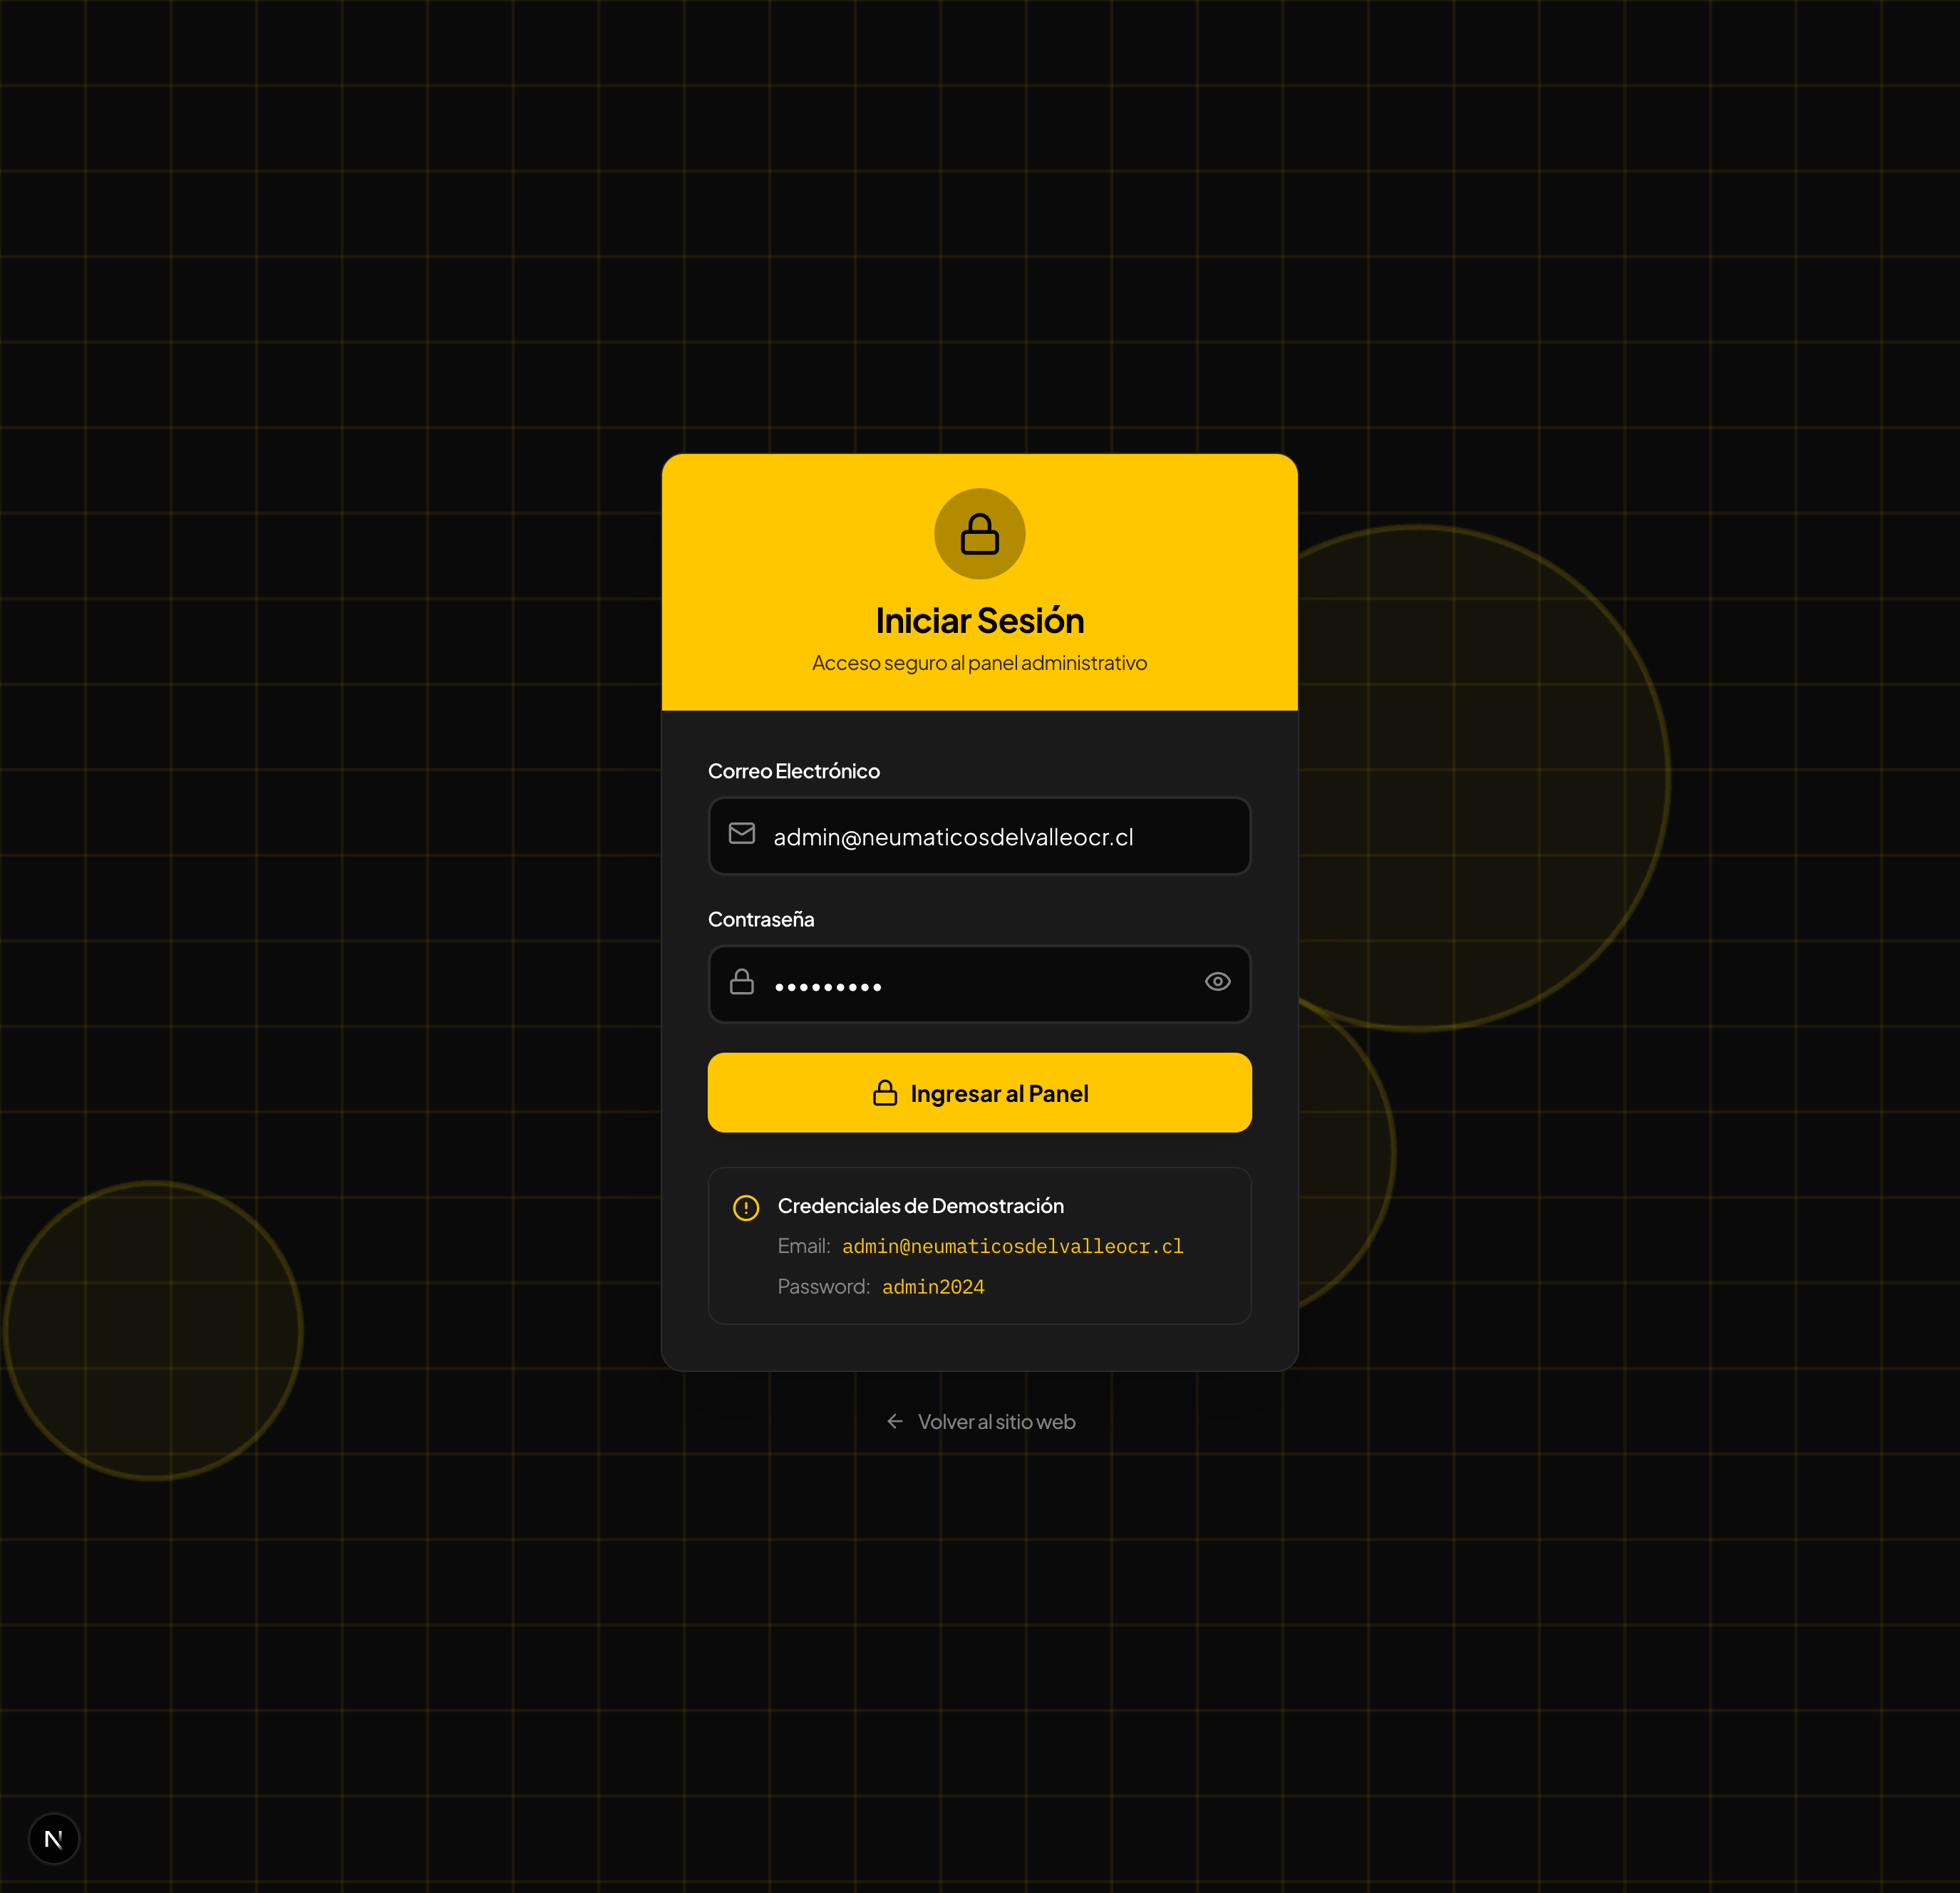 Iniciar Sesión
Acceso seguro al panel administrativo
Correo Electrónico
admin@neumaticosdelvalleocr.cl
Contraseña
•••••••••
Ingresar al Panel
Credenciales de Demostración
Email: admin@neumaticosdelvalleocr.cl
Password: admin2024
← Volver al sitio web
N